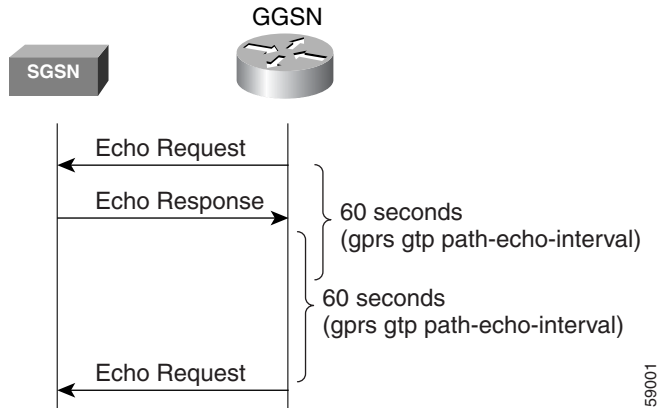 GGSN
SGSN
Echo Request
Echo Response
60 seconds
(gprs gtp path-echo-interval)
60 seconds
(gprs gtp path-echo-interval)
Echo Request
59001